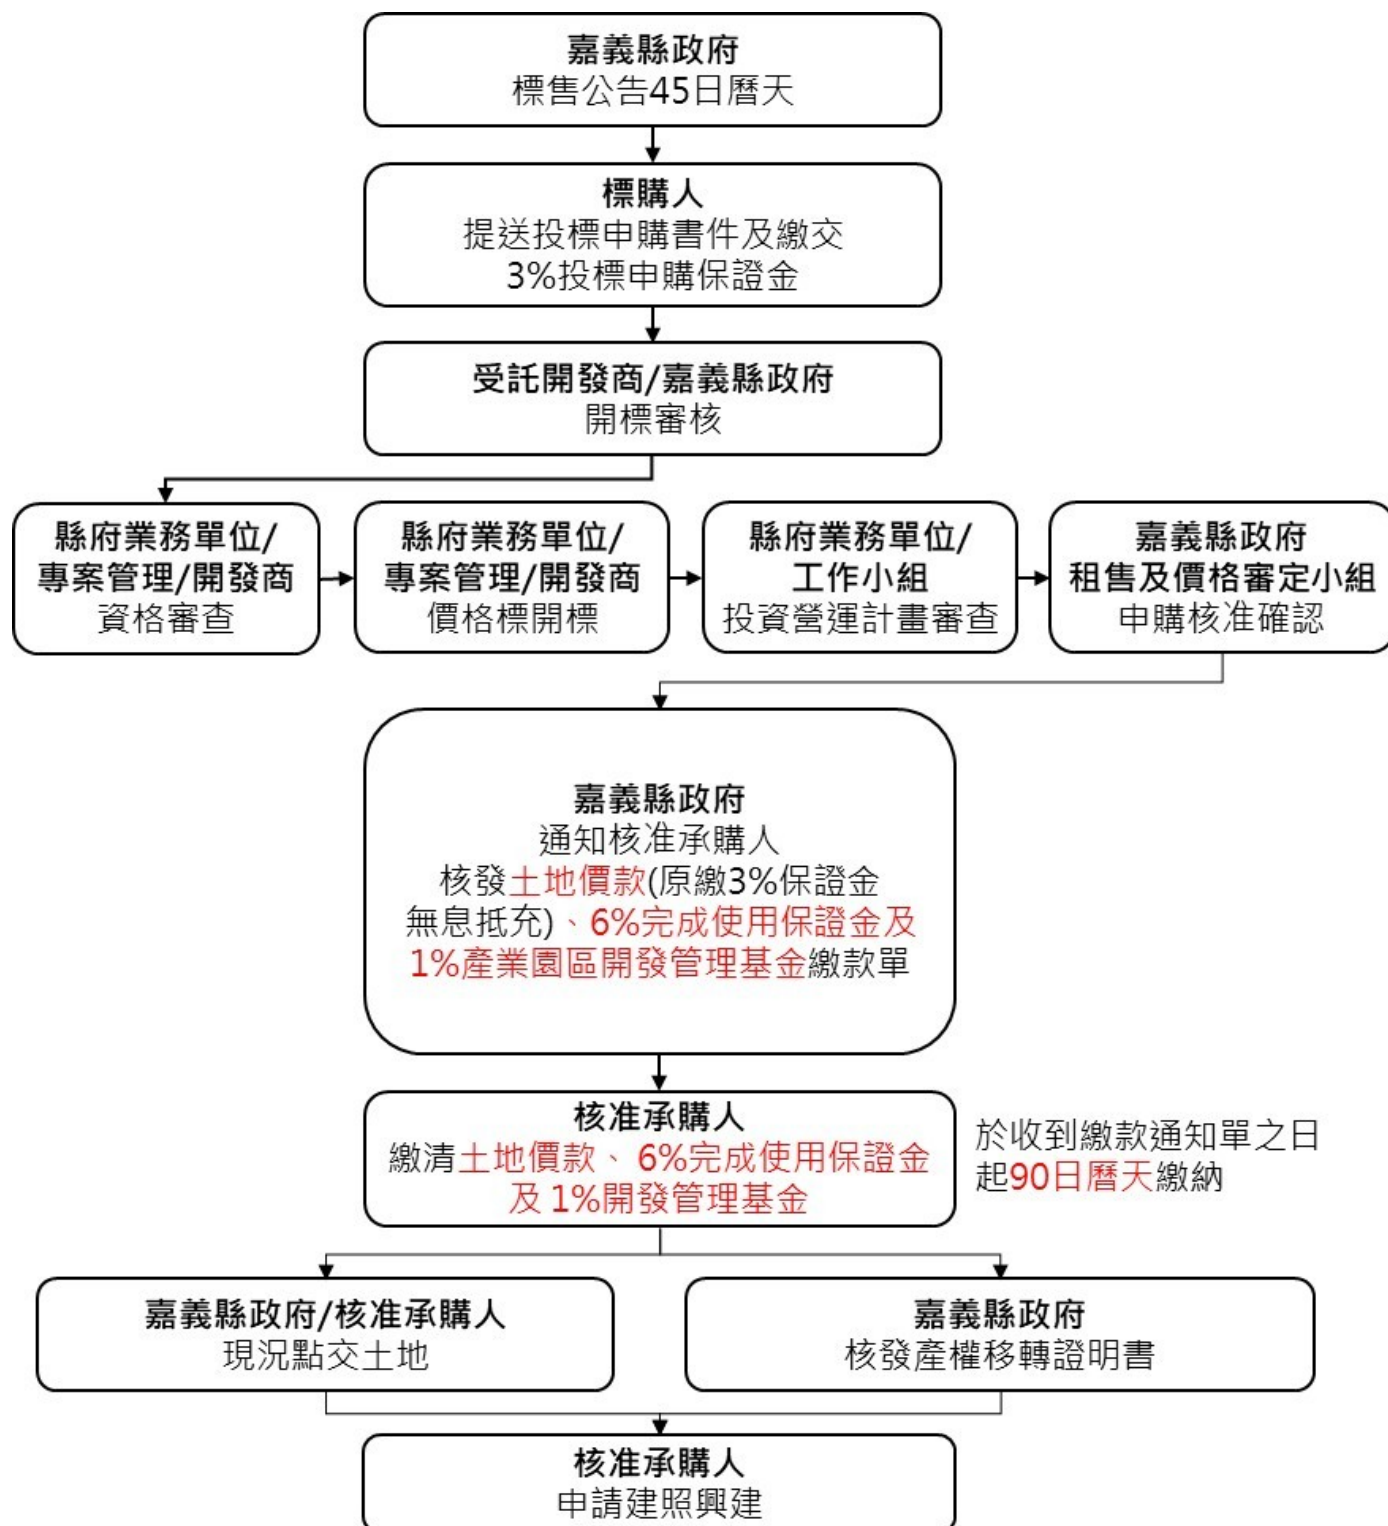 嘉義縣政府
標售公告45日曆天
標購人
提送投標申購書件及繳交
3%投標申購保證金
受託開發商/嘉義縣政府
開標審核
縣府業務單位/
專案管理/開發商
資格審查
縣府業務單位/
專案管理/開發商
價格標開標
縣府業務單位/
工作小組
投資營運計畫審查
嘉義縣政府
租售及價格審定小組
申購核准確認
嘉義縣政府
通知核准承購人
核發土地價款(原繳3%保證金
無息抵充)、6%完成使用保證金及
1%產業園區開發管理基金繳款單
核准承購人
繳清土地價款、 6%完成使用保證金
及 1%開發管理基金
於收到繳款通知單之日
起90日曆天繳納
嘉義縣政府/核准承購人
現況點交土地
嘉義縣政府
核發產權移轉證明書
核准承購人
申請建照興建